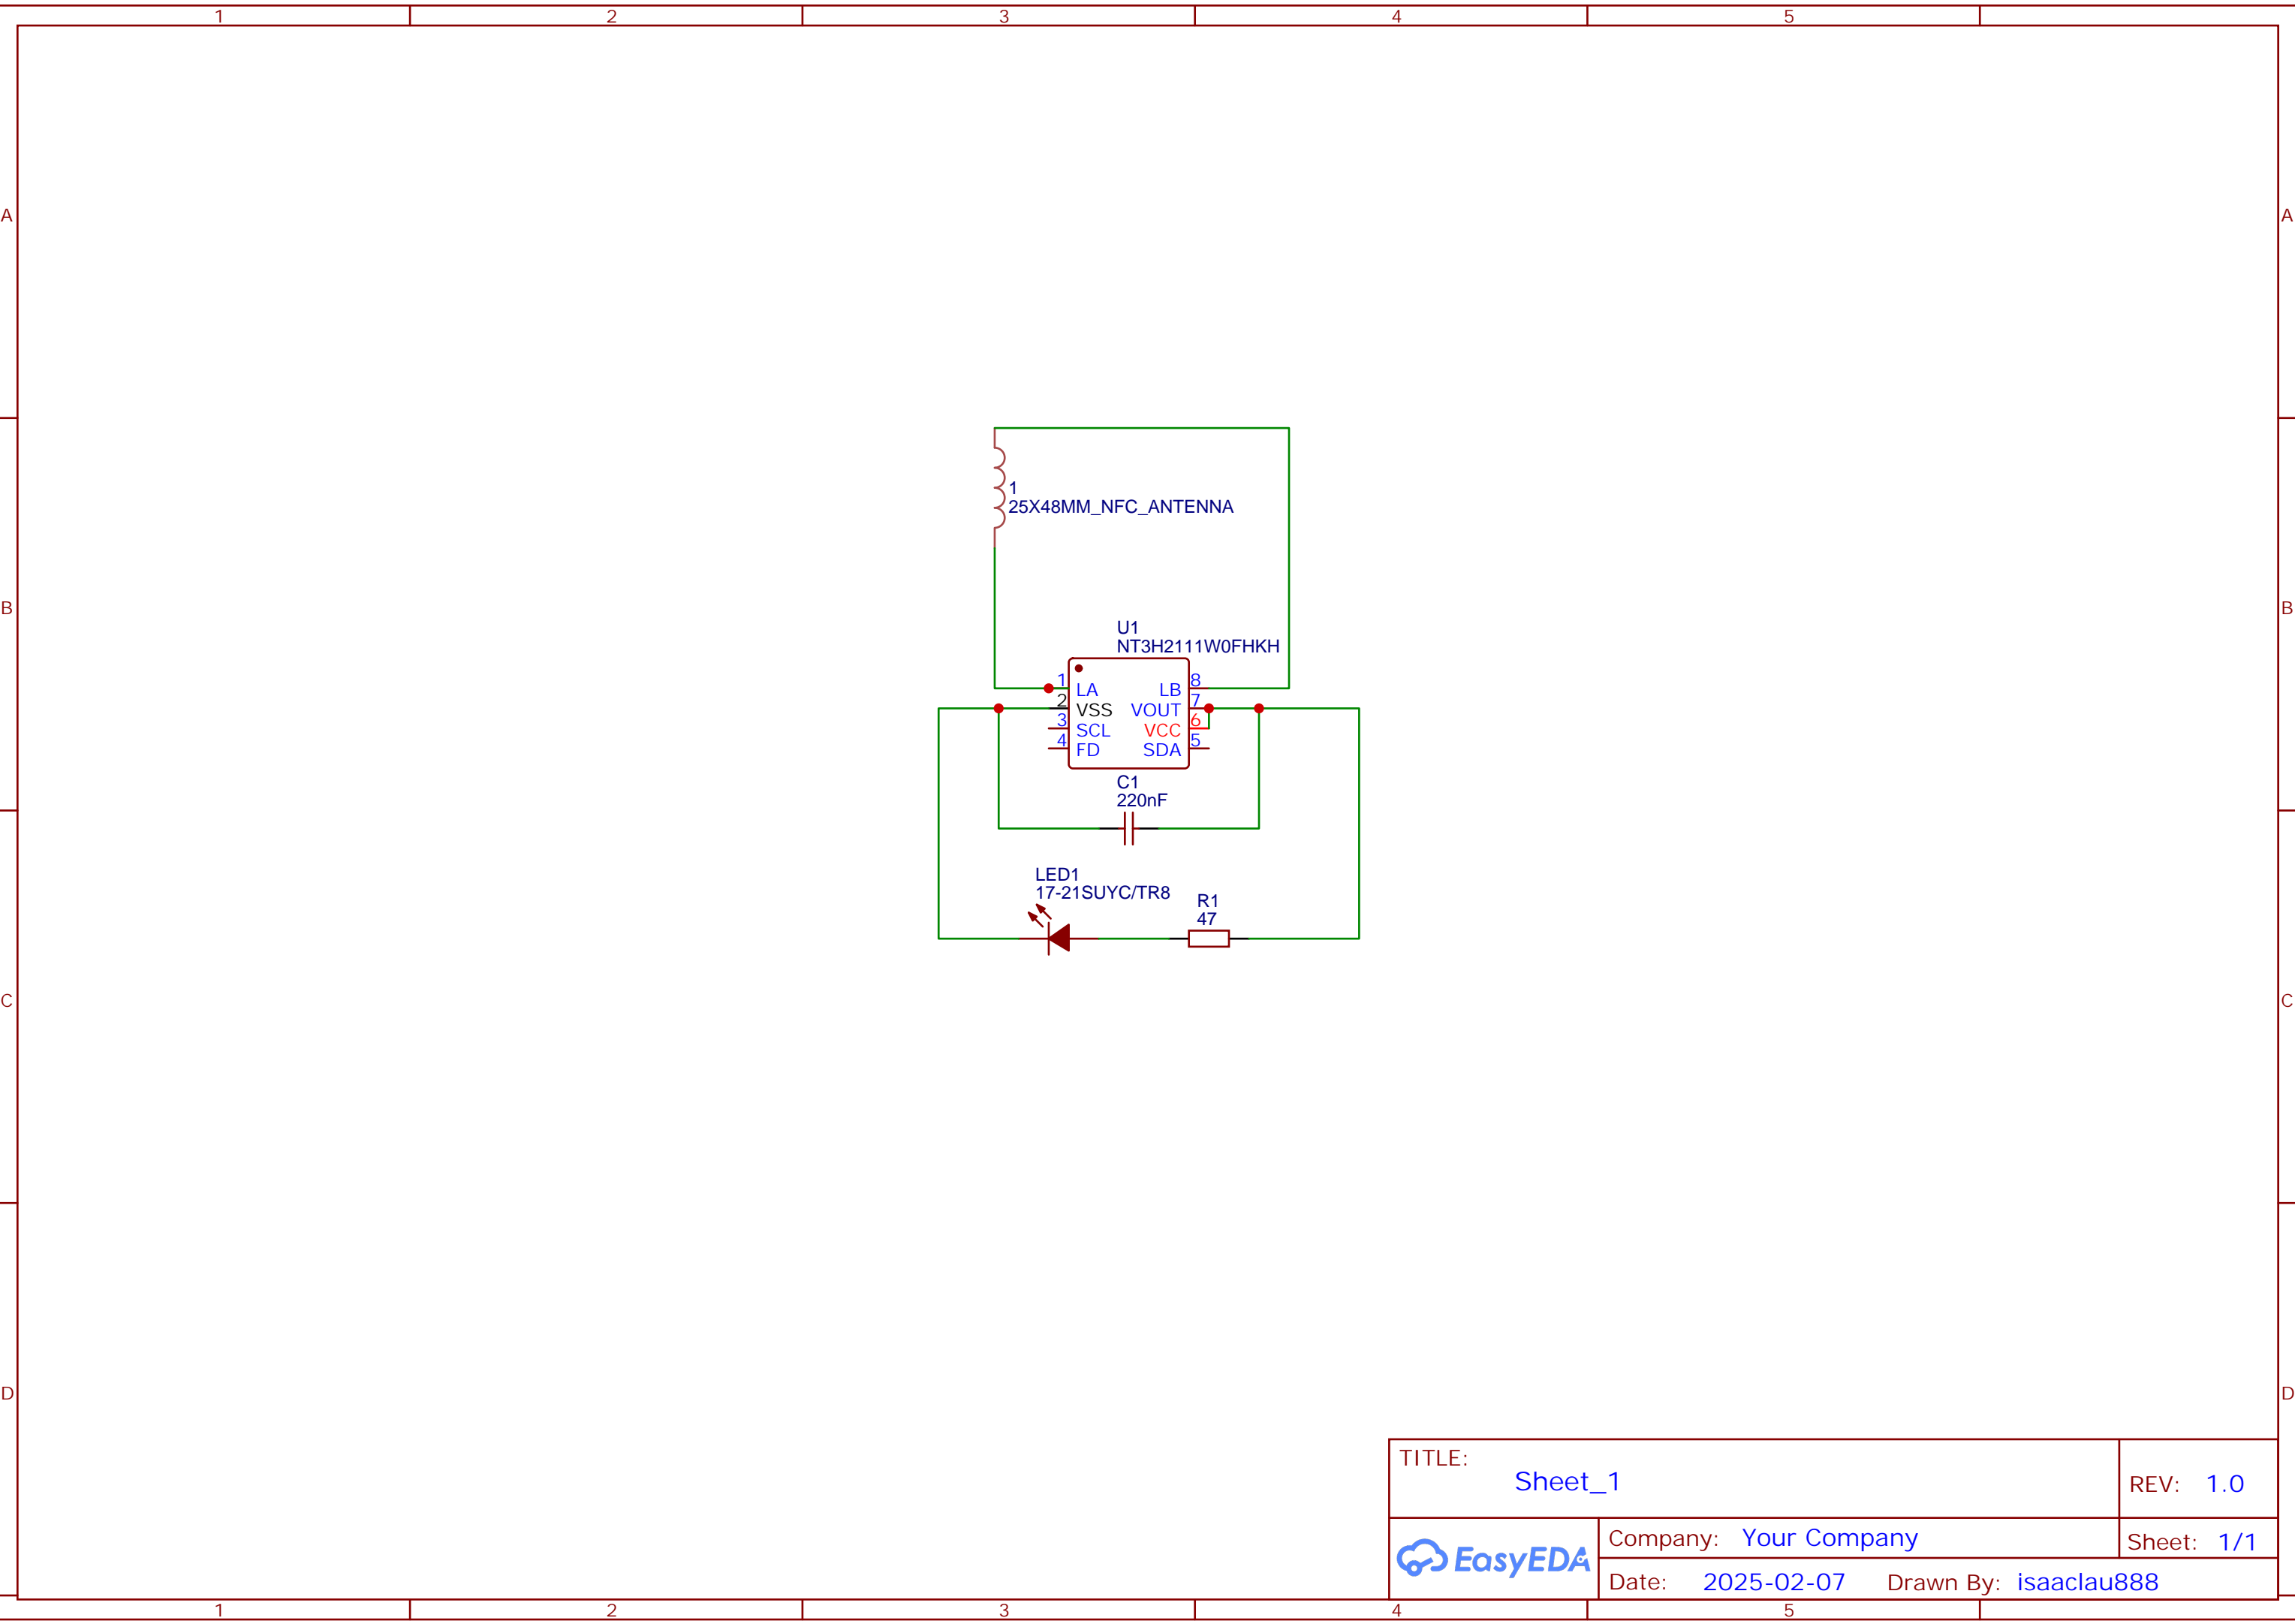 1 2 3 4 5
A A
1
25X48MM_NFC_ANTENNA
B B
U1
NT3H2111W0FHKH
1 LA LB 8
2 VSS VOUT 7
3 SCL VCC 6
4 FD SDA 5
C1
220nF
LED1
17-21SUYC/TR8
R1
47
C C
D D
TITLE:
Sheet_1
REV: 1.0
EasyEDA
Company: Your Company
Sheet: 1/1
Date: 2025-02-07 Drawn By: isaaclau888
1 2 3 4 5